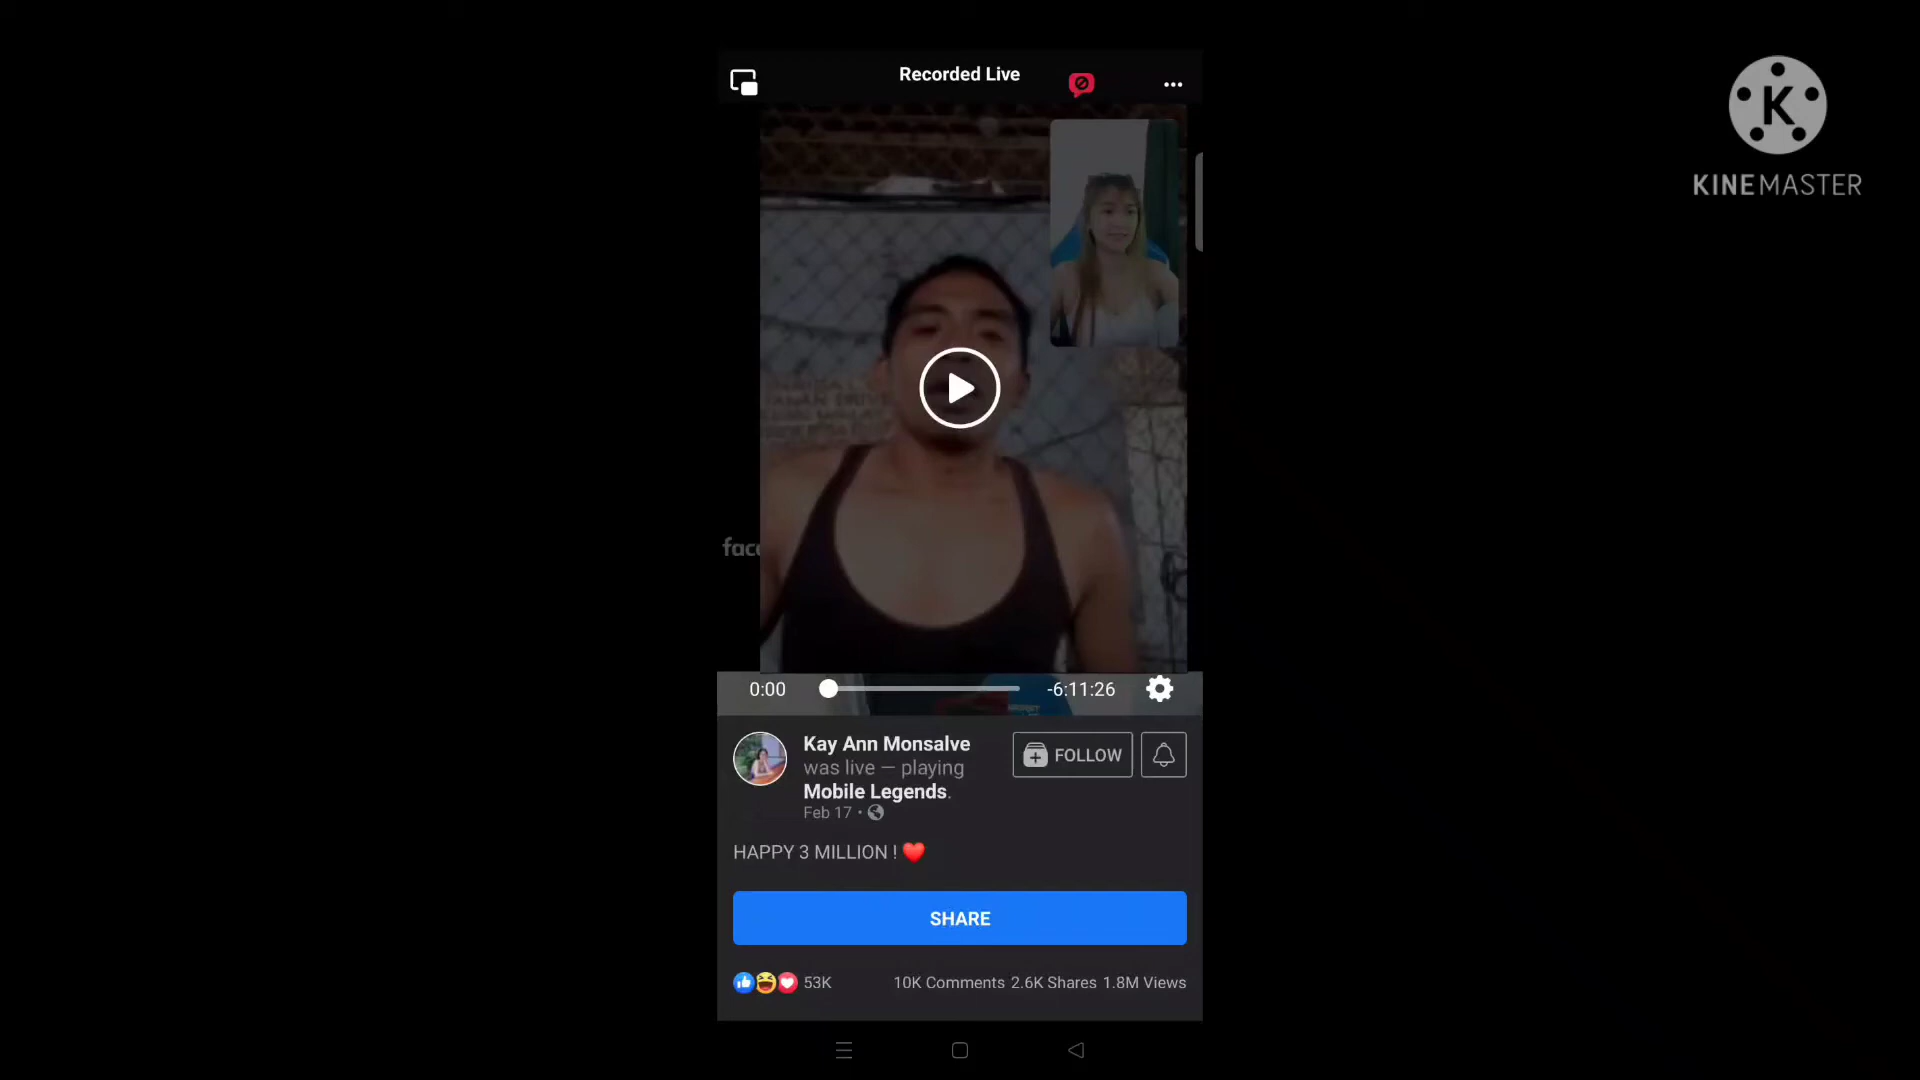 Recorded Live
K
KINEMASTER
face
0:00
-6:11:26
Kay Ann Monsalve
was live — playing
Mobile Legends.
Feb 17 •
FOLLOW
HAPPY 3 MILLION ! ❤️
SHARE
53K
10K Comments 2.6K Shares 1.8M Views